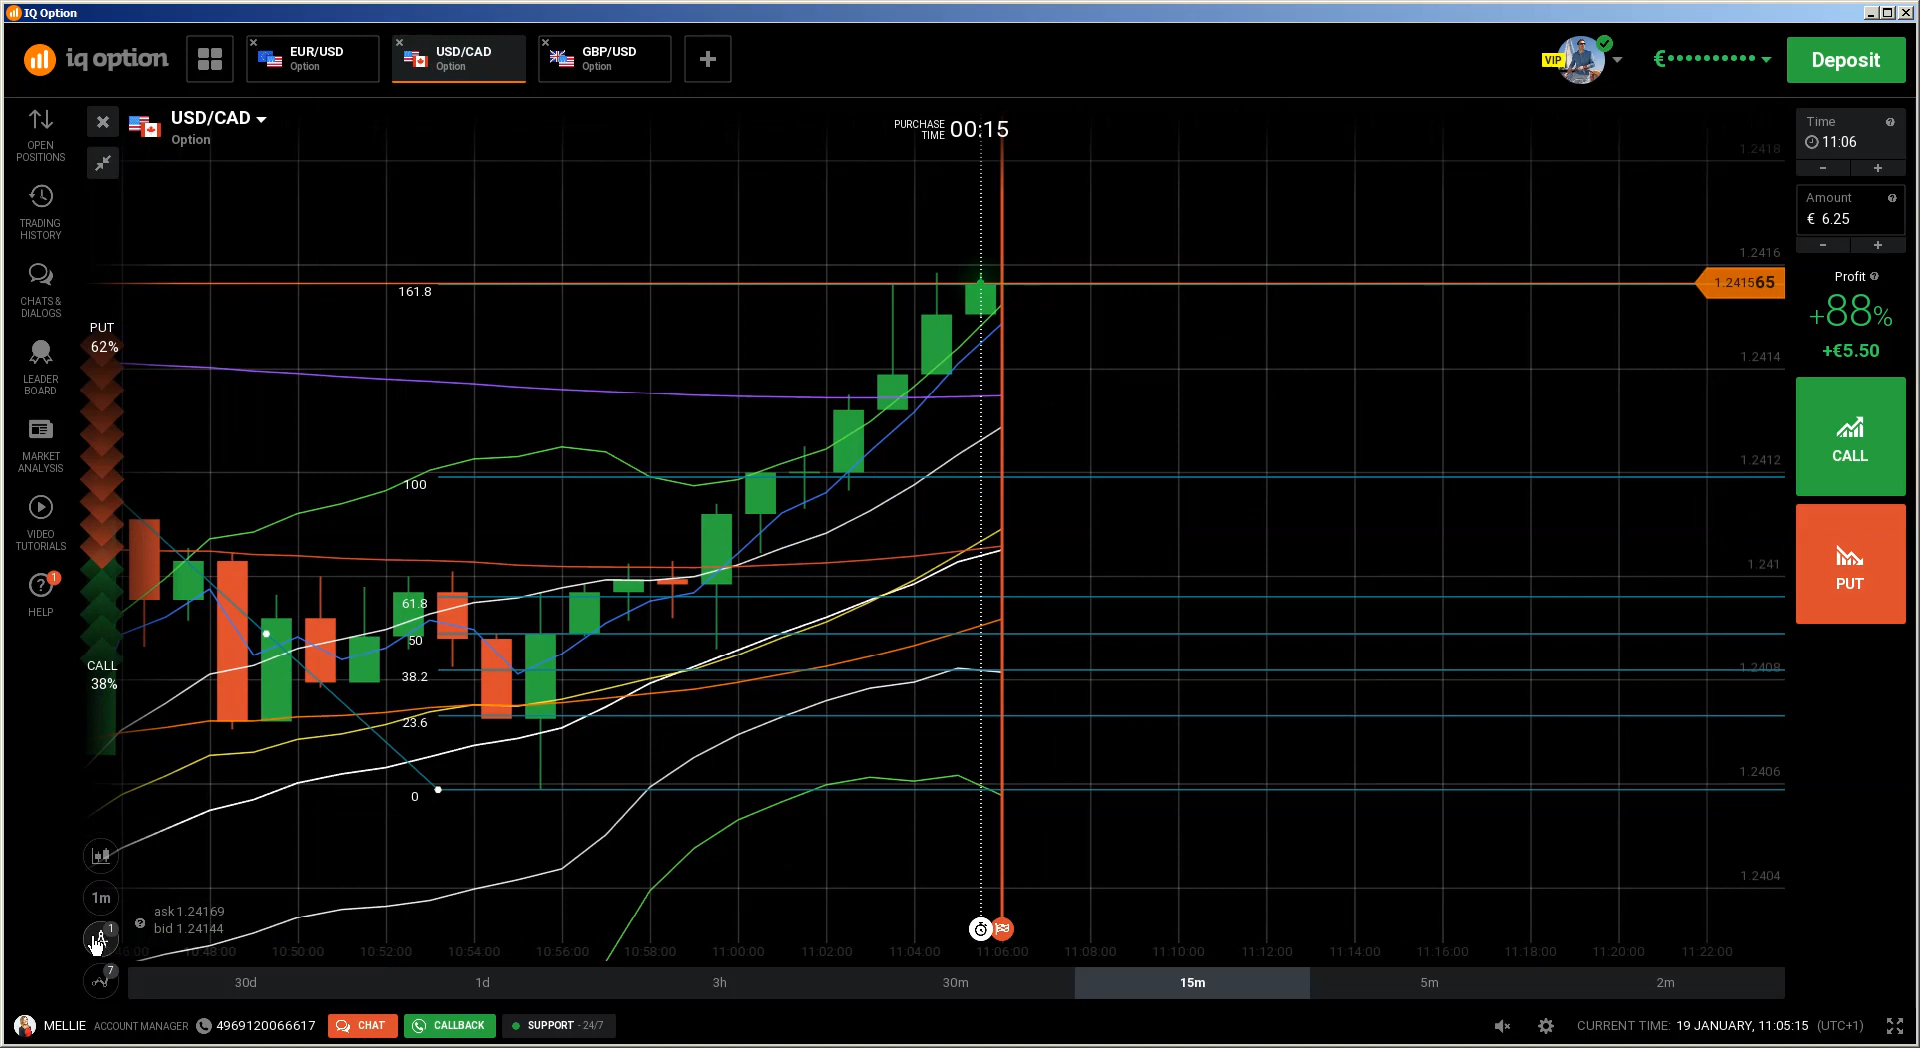 IQ Option
iq option
EUR/USD
Option
USD/CAD
Option
GBP/USD
Option
VIP
€
Deposit
OPEN
POSITIONS
TRADING
HISTORY
CHATS &
DIALOGS
LEADER
BOARD
MARKET
ANALYSIS
VIDEO
TUTORIALS
1
HELP
USD/CAD
Option
PURCHASE
TIME
00:15
PUT
62%
CALL
38%
161.8
100
61.8
50
38.2
23.6
0
1.2418
1.2416
1.241565
1.2414
1.2412
1.241
1.2408
1.2406
1.2404
Time
11:06
Amount
€ 6.25
Profit
+88%
+€5.50
CALL
PUT
1m
1
7
ask 1.24169
bid 1.24144
10:48:00
10:50:00
10:52:00
10:54:00
10:56:00
10:58:00
11:00:00
11:02:00
11:04:00
11:06:00
11:08:00
11:10:00
11:12:00
11:14:00
11:16:00
11:18:00
11:20:00
11:22:00
30d
1d
3h
30m
15m
5m
2m
MELLIE ACCOUNT MANAGER 4969120066617
CHAT
CALLBACK
SUPPORT - 24/7
CURRENT TIME: 19 JANUARY, 11:05:15 (UTC+1)